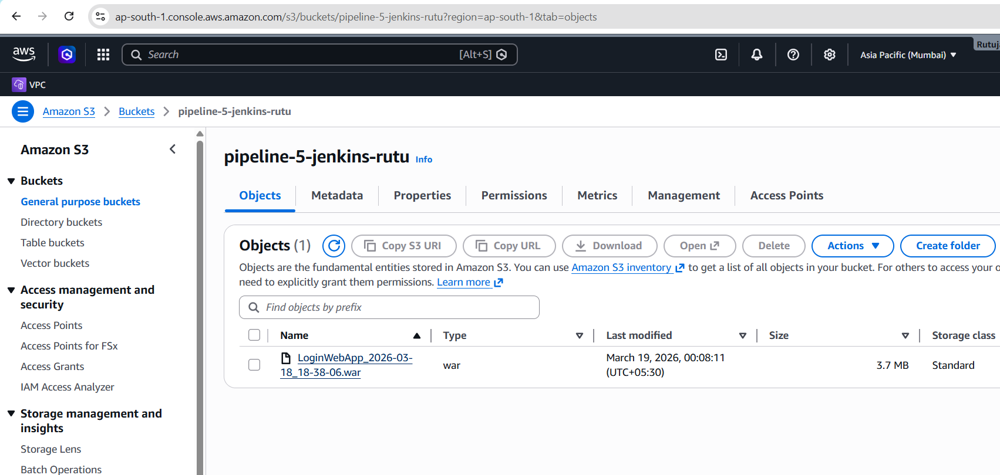 ap-south-1.console.aws.amazon.com/s3/buckets/pipeline-5-jenkins-rutu?region=ap-south-1&tab=objects
aws
Search
[Alt+S]
Asia Pacific (Mumbai)
VPC
Amazon S3
Buckets
pipeline-5-jenkins-rutu
Amazon S3
Buckets
General purpose buckets
Directory buckets
Table buckets
Vector buckets
Access management and
security
Access Points
Access Points for FSx
Access Grants
IAM Access Analyzer
Storage management and
insights
Storage Lens
Batch Operations
pipeline-5-jenkins-rutu Info
Objects
Metadata
Properties
Permissions
Metrics
Management
Access Points
Objects (1)
Copy S3 URI
Copy URL
Download
Open
Delete
Actions
Create folder
Objects are the fundamental entities stored in Amazon S3. You can use Amazon S3 inventory to get a list of all objects in your bucket. For others to access your
need to explicitly grant them permissions. Learn more
Find objects by prefix
Name
Type
Last modified
Size
Storage class
LoginWebApp_2026-03-
18_18-38-06.war
war
March 19, 2026, 00:08:11
(UTC+05:30)
3.7 MB
Standard